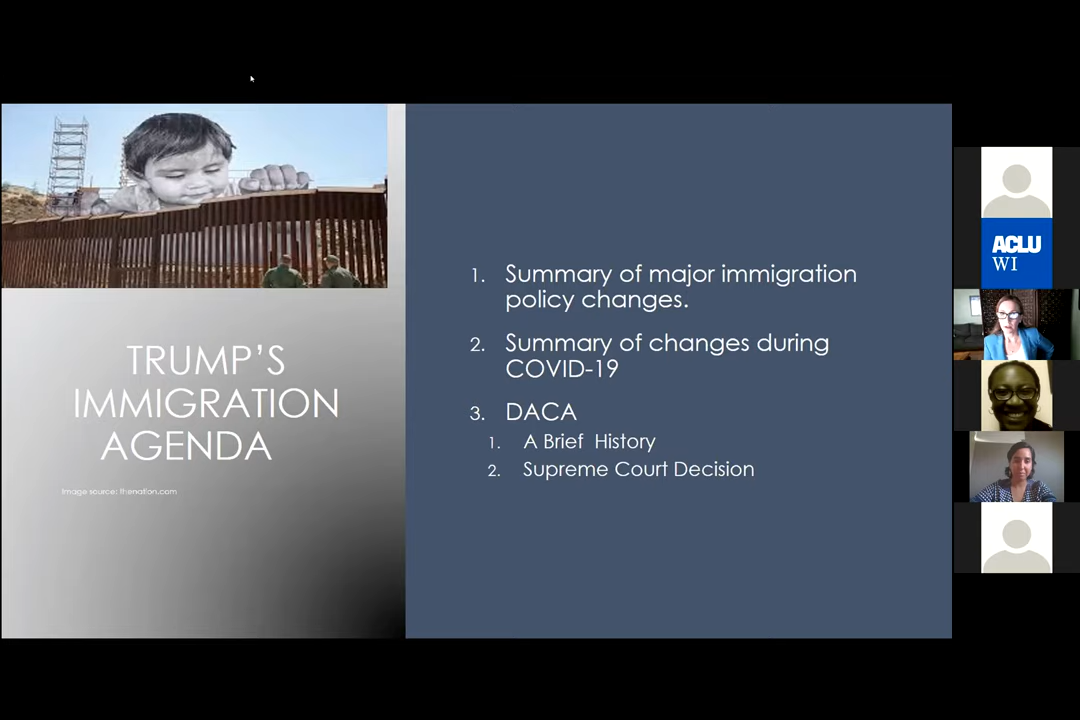 TRUMP’S
IMMIGRATION
AGENDA
Image source: thenation.com
1. Summary of major immigration
policy changes.
2. Summary of changes during
COVID-19
3. DACA
1. A Brief History
2. Supreme Court Decision
ACLU
WI